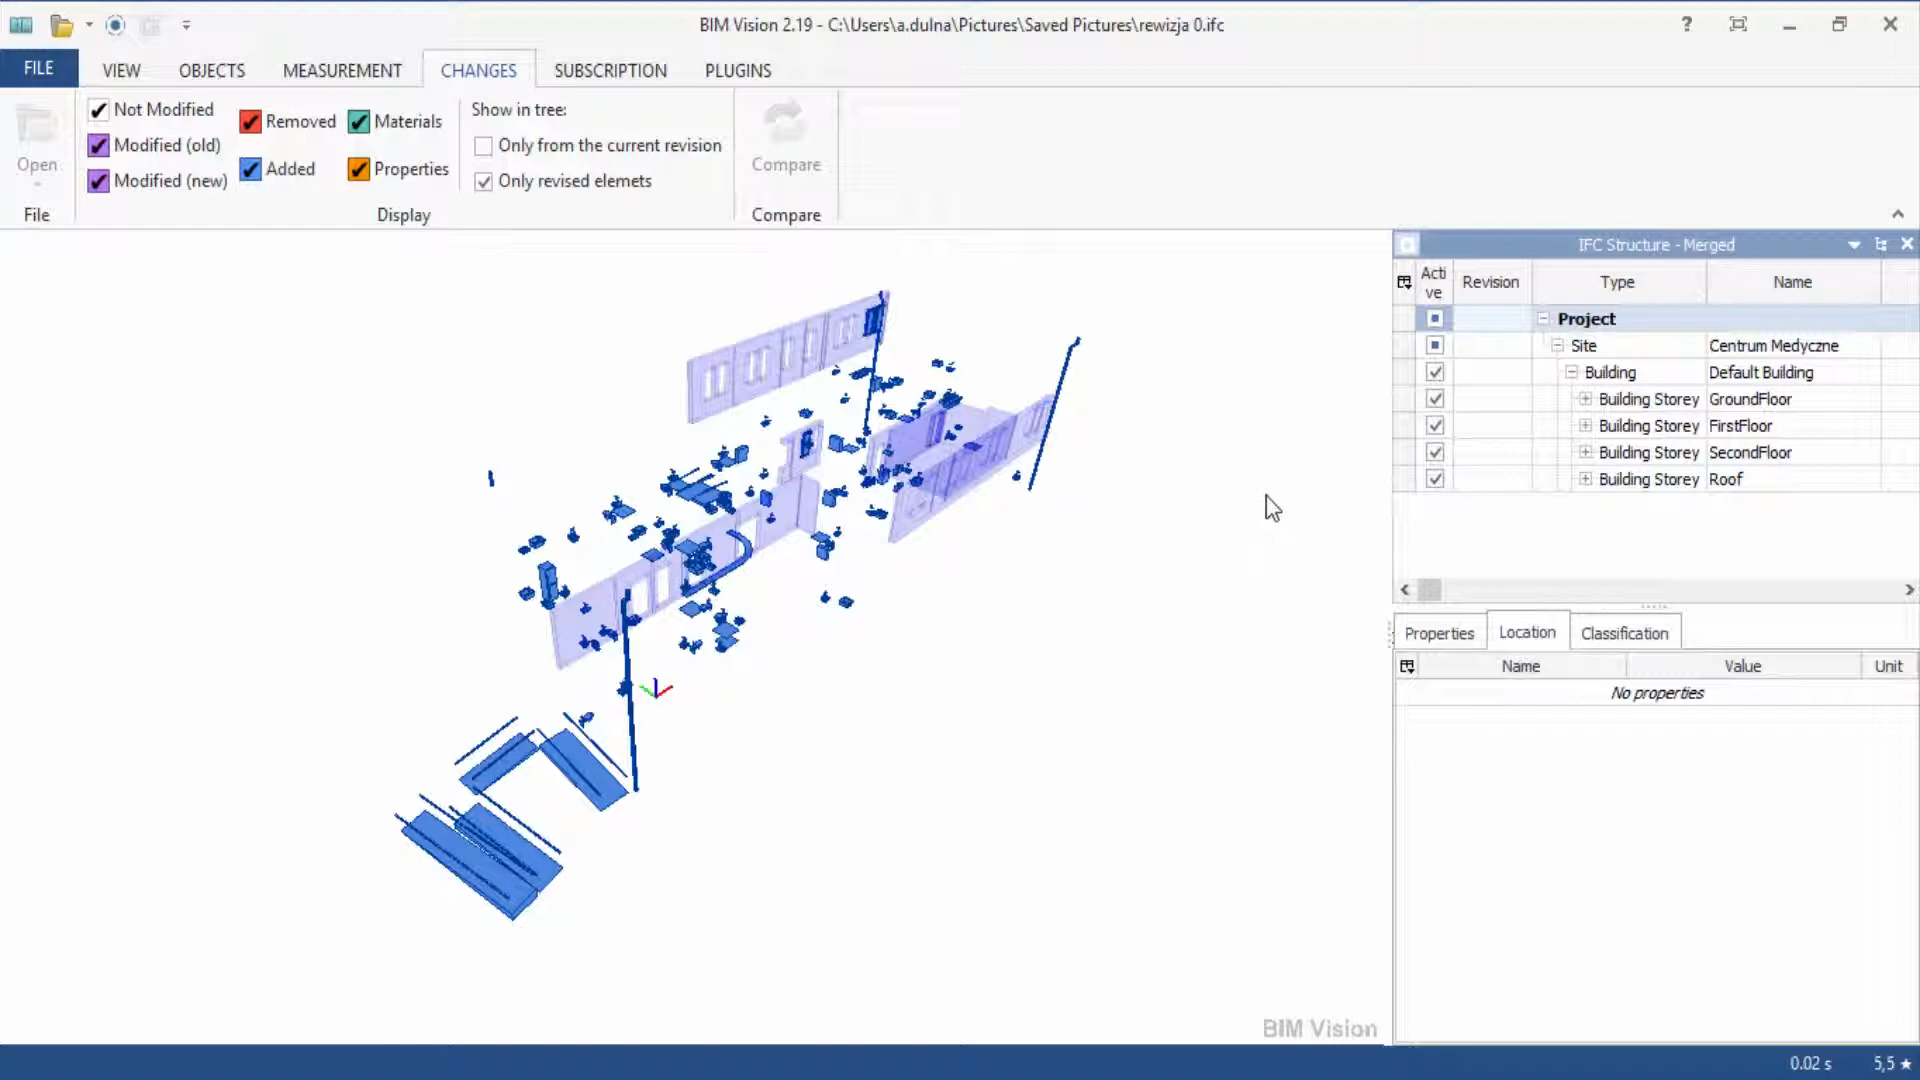 BIM Vision 2.19 - C:\Users\a.dulna\Pictures\Saved Pictures\rewizja 0.ifc
?
FILE VIEW OBJECTS MEASUREMENT CHANGES SUBSCRIPTION PLUGINS
Open
File
Not Modified
Modified (old)
Modified (new)
Removed
Added
Materials
Properties
Display
Show in tree:
Only from the current revision
Only revised elemets
Compare
Compare
IFC Structure - Merged
Acti
ve
Revision Type Name
Project
Site Centrum Medyczne
Building Default Building
Building Storey GroundFloor
Building Storey FirstFloor
Building Storey SecondFloor
Building Storey Roof
Properties Location Classification
Name Value Unit
No properties
BIM Vision
0.02 s 5,5 ★